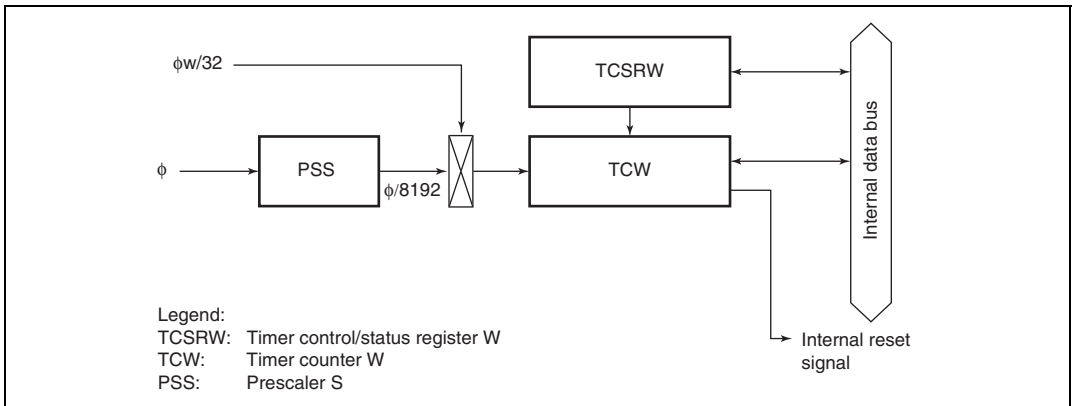 ϕw/32
TCSRW
ϕ
PSS
ϕ/8192
TCW
Internal data bus
Legend:
TCSRW: Timer control/status register W
TCW: Timer counter W
PSS: Prescaler S
Internal reset
signal